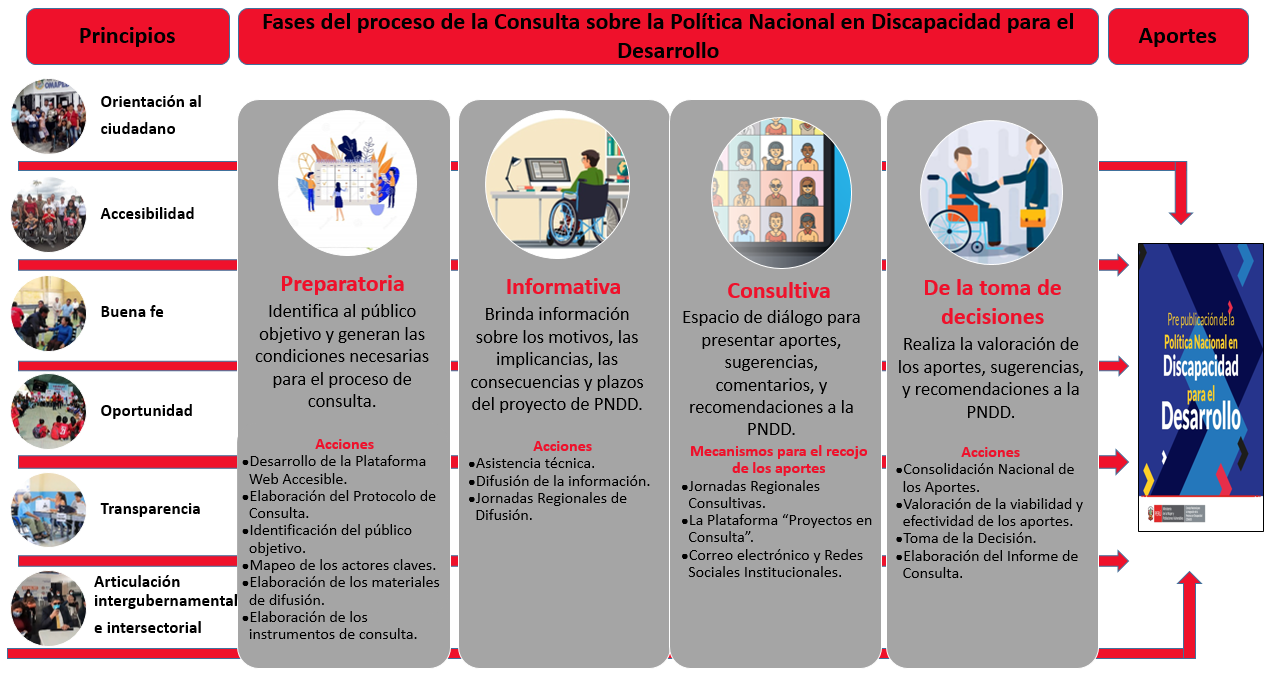 Principios
Fases del proceso de la Consulta sobre la Política Nacional en Discapacidad para el
Desarrollo
Aportes
Orientación al
ciudadano
Accesibilidad
Buena fe
Oportunidad
Transparencia
Articulación
intergubernamental
e intersectorial
Preparatoria
Identifica al público
objetivo y generan las
condiciones necesarias
para el proceso de
consulta.
Acciones
•Desarrollo de la Plataforma
Web Accesible.
•Elaboración del Protocolo de
Consulta.
•Identificación del público
objetivo.
•Mapeo de los actores claves.
•Elaboración de los materiales
de difusión.
•Elaboración de los
instrumentos de consulta.
Informativa
Brinda información
sobre los motivos, las
implicancias, las
consecuencias y plazos
del proyecto de PNDD.
Acciones
•Asistencia técnica.
•Difusión de la información.
•Jornadas Regionales de
Difusión.
Consultiva
Espacio de diálogo para
presentar aportes,
sugerencias,
comentarios, y
recomendaciones a la
PNDD.
Mecanismos para el recojo
de los aportes
•Jornadas Regionales
Consultivas.
•La Plataforma “Proyectos en
Consulta”.
•Correo electrónico y Redes
Sociales Institucionales.
De la toma de
decisiones
Realiza la valoración de
los aportes, sugerencias,
y recomendaciones a la
PNDD.
Acciones
•Consolidación Nacional de
los Aportes.
•Valoración de la viabilidad y
efectividad de los aportes.
•Toma de la Decisión.
•Elaboración del Informe de
Consulta.
Pre publicación de la
Política Nacional en
Discapacidad
para el
Desarrollo
PERÚ